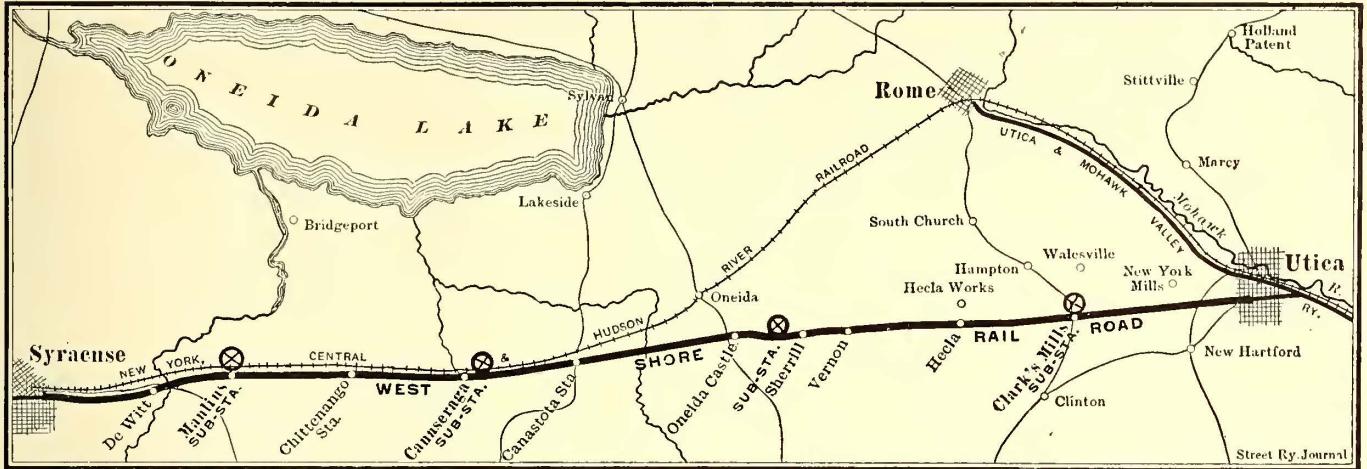 ONEIDA LAKE
Sylvan
Rome
Holland
Patent
Stittville
Marcy
UTICA & MOHAWK VALLEY RY.
Mohawk R.
RAILROAD
Lakeside
Bridgeport
South Church
Hampton
Walesville
Hecla Works
New York
Mills
Utica
Oneida
RIVER
HUDSON
&
CENTRAL
NEW YORK,
Syracuse
WEST SHORE RAIL ROAD
De Witt
Manlius
SUB-STA.
Chittenango
Sta.
Canaseraga
SUB-STA.
Canastota Sta.
Oneida Castle
SUB-STA.
Sherrill
Vernon
Hecla
Clark's Mills
SUB-STA.
Clinton
New Hartford
Street Ry. Journal